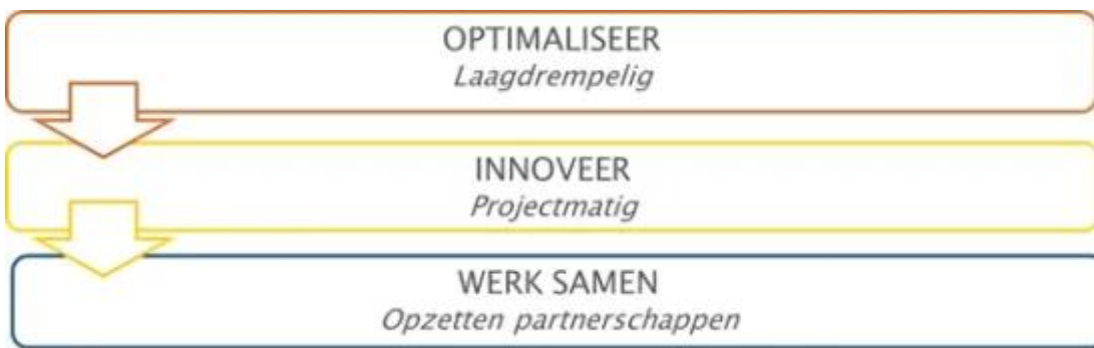 OPTIMALISEER
Laagdrempelig
INNOVEER
Projectmatig
WERK SAMEN
Opzetten partnerschappen